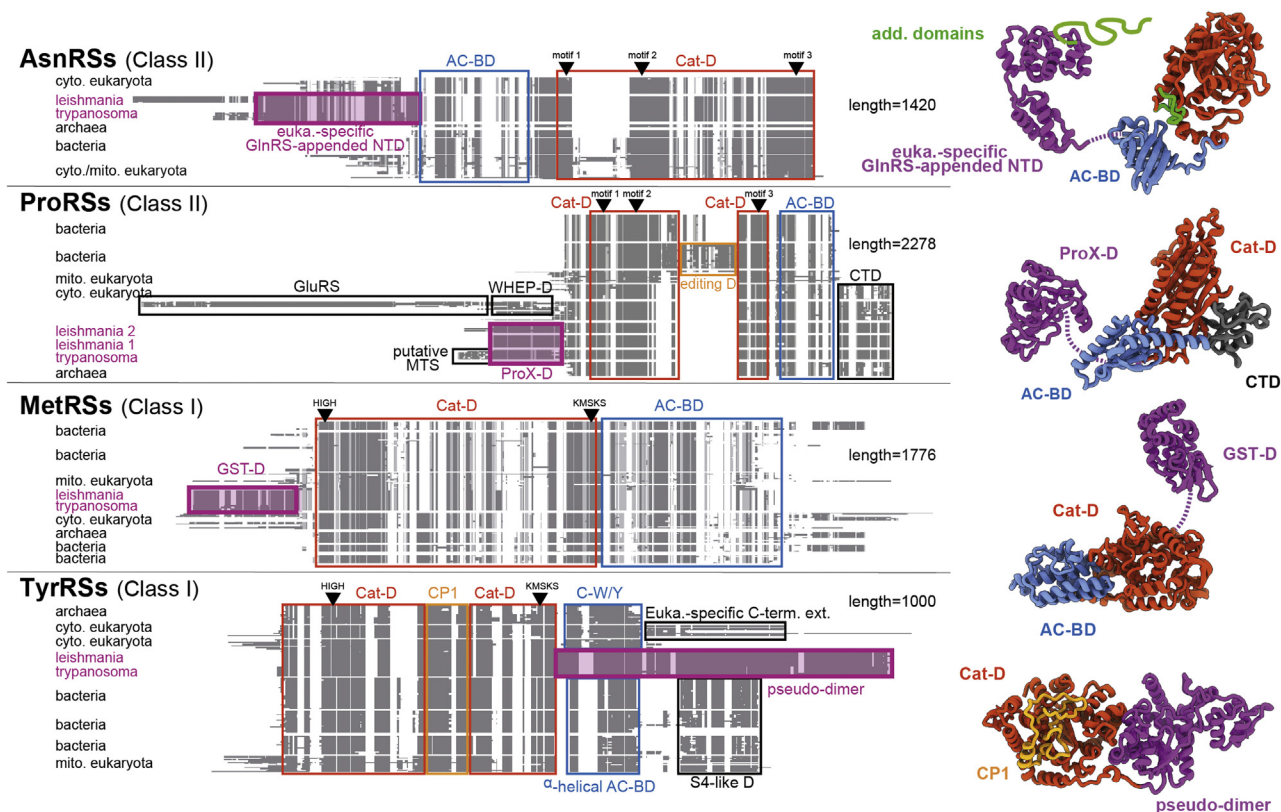 AsnRSs (Class II)
cyto. eukaryota
leishmania
trypanosoma
archaea
bacteria
cyto./mito. eukaryota
AC-BD
motif 1
motif 2
Cat-D
motif 3
euka.-specific
GlnRS-appended NTD
length=1420
add. domains
euka.-specific
GlnRS-appended NTD
AC-BD
ProRSs (Class II)
bacteria
bacteria
mito. eukaryota
cyto. eukaryota
leishmania 2
leishmania 1
trypanosoma
archaea
Cat-D
motif 1
motif 2
Cat-D
motif 3
AC-BD
length=2278
editing D
CTD
GluRS
WHEP-D
putative
MTS
ProX-D
ProX-D
Cat-D
AC-BD
CTD
MetRSs (Class I)
bacteria
bacteria
mito. eukaryota
leishmania
trypanosoma
cyto. eukaryota
archaea
bacteria
bacteria
HIGH
Cat-D
KMSKS
AC-BD
GST-D
length=1776
GST-D
Cat-D
AC-BD
TyrRSs (Class I)
archaea
cyto. eukaryota
cyto. eukaryota
leishmania
trypanosoma
bacteria
bacteria
bacteria
mito. eukaryota
HIGH
Cat-D
CP1
Cat-D
KMSKS
C-W/Y
length=1000
Euka.-specific C-term. ext.
pseudo-dimer
α-helical AC-BD
S4-like D
Cat-D
CP1
pseudo-dimer